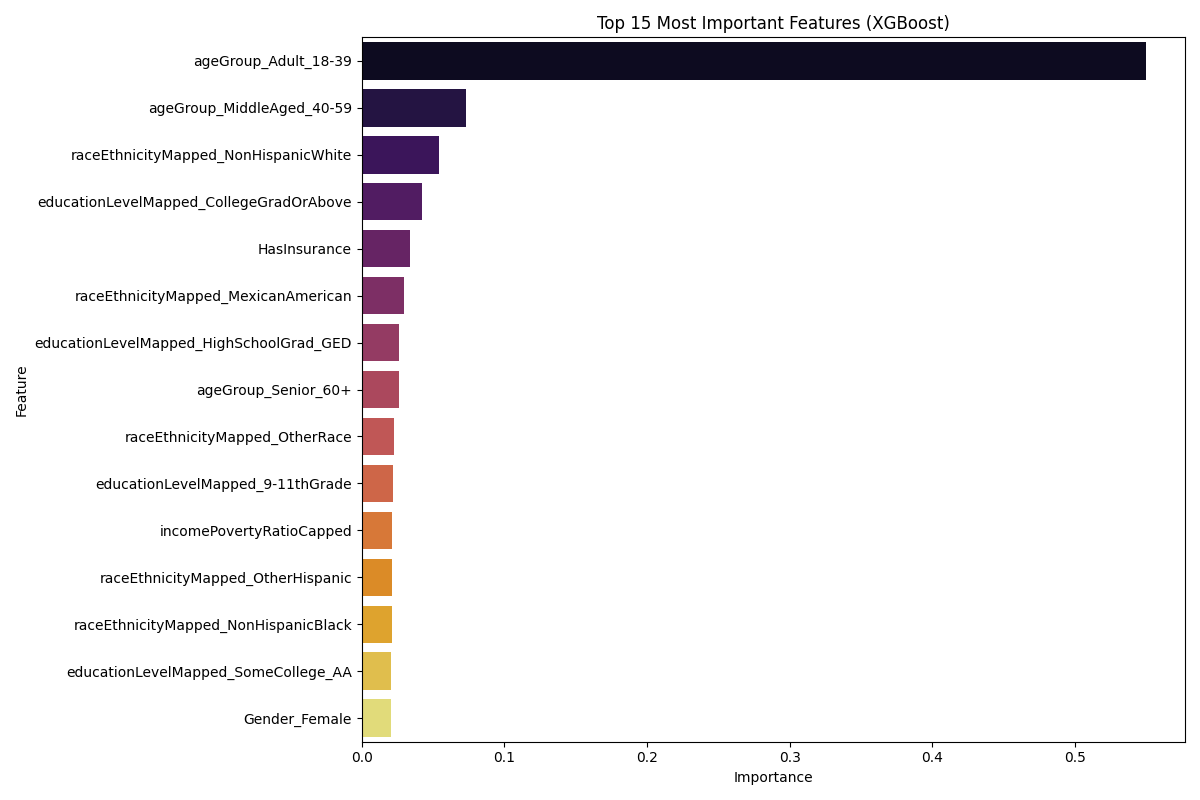 Top 15 Most Important Features (XGBoost)
ageGroup_Adult_18-39
ageGroup_MiddleAged_40-59
raceEthnicityMapped_NonHispanicWhite
educationLevelMapped_CollegeGradOrAbove
HasInsurance
raceEthnicityMapped_MexicanAmerican
educationLevelMapped_HighSchoolGrad_GED
ageGroup_Senior_60+
raceEthnicityMapped_OtherRace
educationLevelMapped_9-11thGrade
incomePovertyRatioCapped
raceEthnicityMapped_OtherHispanic
raceEthnicityMapped_NonHispanicBlack
educationLevelMapped_SomeCollege_AA
Gender_Female
Feature
0.0 0.1 0.2 0.3 0.4 0.5
Importance